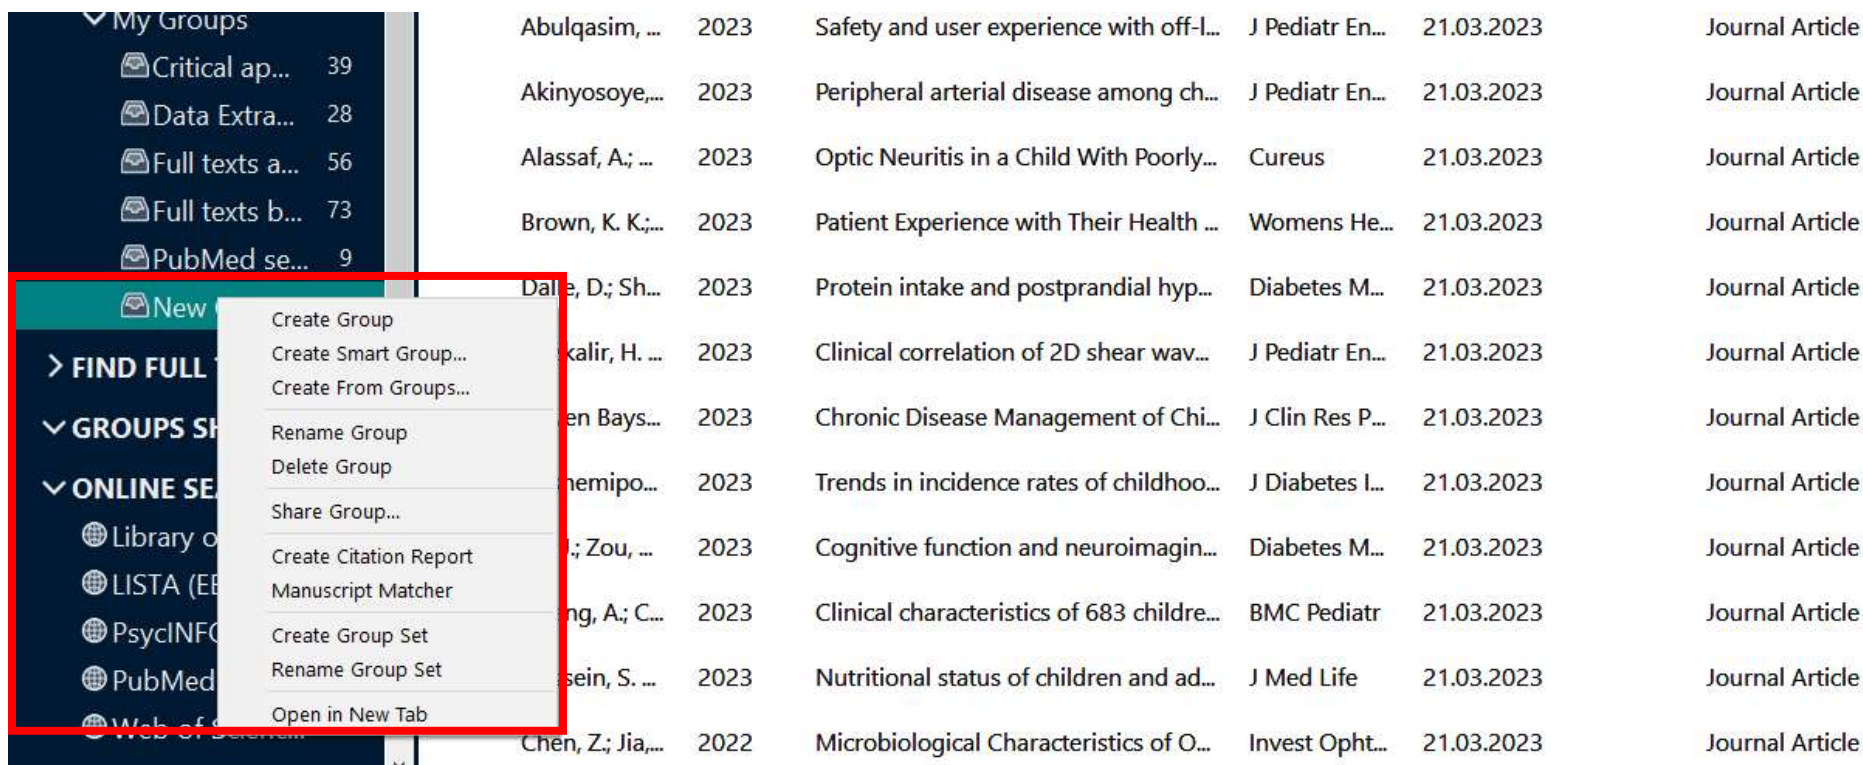 My Groups
Critical ap... 39
Data Extra... 28
Full texts a... 56
Full texts b... 73
PubMed se... 9
New
FIND FULL
GROUPS
ONLINE
Library
LISTA
PubMed
Create Group
Create Smart Group...
Create From Groups...
Rename Group
Delete Group
Share Group...
Create Citation Report
Manuscript Matcher
Create Group Set
Rename Group Set
Open in New Tab
Abulqasim, ... 2023 Safety and user experience with off-l... J Pediatr En... 21.03.2023 Journal Article
Akinyosoye,... 2023 Peripheral arterial disease among ch... J Pediatr En... 21.03.2023 Journal Article
Alassaf, A.; ... 2023 Optic Neuritis in a Child With Poorly... Cureus 21.03.2023 Journal Article
Brown, K. K.;... 2023 Patient Experience with Their Health ... Womens He... 21.03.2023 Journal Article
D.; Sh... 2023 Protein intake and postprandial hyp... Diabetes M... 21.03.2023 Journal Article
kalir, H. ... 2023 Clinical correlation of 2D shear wav... J Pediatr En... 21.03.2023 Journal Article
en Bays... 2023 Chronic Disease Management of Chi... J Clin Res P... 21.03.2023 Journal Article
emipo... 2023 Trends in incidence rates of childhoo... J Diabetes I... 21.03.2023 Journal Article
Zou, ... 2023 Cognitive function and neuroimagin... Diabetes M... 21.03.2023 Journal Article
ng, A.; C... 2023 Clinical characteristics of 683 childre... BMC Pediatr 21.03.2023 Journal Article
sein, S. ... 2023 Nutritional status of children and ad... J Med Life 21.03.2023 Journal Article
Chen, Z.; Jia,... 2022 Microbiological Characteristics of O... Invest Opht... 21.03.2023 Journal Article